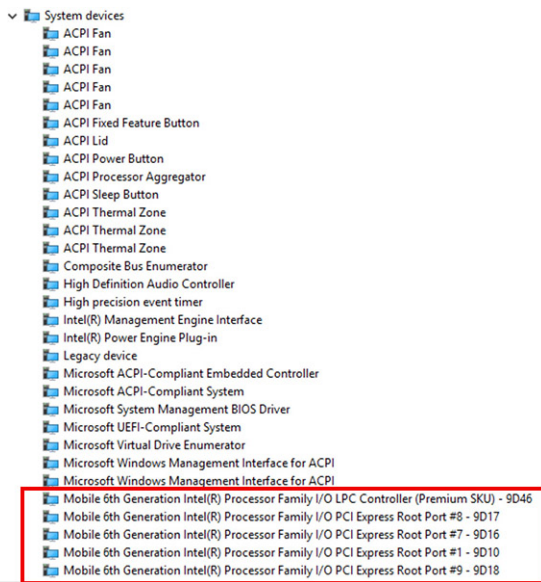 System devices
ACPI Fan
ACPI Fan
ACPI Fan
ACPI Fan
ACPI Fan
ACPI Fixed Feature Button
ACPI Lid
ACPI Power Button
ACPI Processor Aggregator
ACPI Sleep Button
ACPI Thermal Zone
ACPI Thermal Zone
ACPI Thermal Zone
Composite Bus Enumerator
High Definition Audio Controller
High precision event timer
Intel(R) Management Engine Interface
Intel(R) Power Engine Plug-in
Legacy device
Microsoft ACPI-Compliant Embedded Controller
Microsoft ACPI-Compliant System
Microsoft System Management BIOS Driver
Microsoft UEFI-Compliant System
Microsoft Virtual Drive Enumerator
Microsoft Windows Management Interface for ACPI
Microsoft Windows Management Interface for ACPI
Mobile 6th Generation Intel(R) Processor Family I/O LPC Controller (Premium SKU) - 9D46
Mobile 6th Generation Intel(R) Processor Family I/O PCI Express Root Port #8 - 9D17
Mobile 6th Generation Intel(R) Processor Family I/O PCI Express Root Port #7 - 9D16
Mobile 6th Generation Intel(R) Processor Family I/O PCI Express Root Port #1 - 9D10
Mobile 6th Generation Intel(R) Processor Family I/O PCI Express Root Port #9 - 9D18